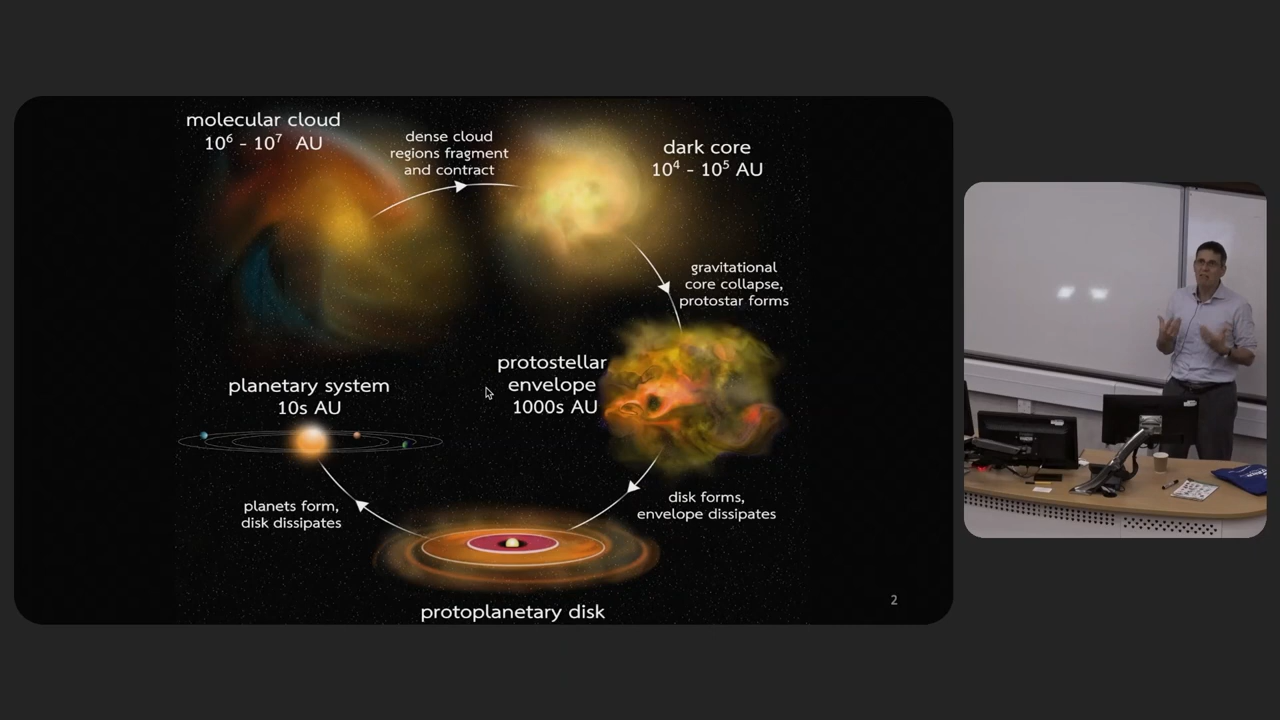 molecular cloud
10⁶ - 10⁷ AU
dense cloud
regions fragment
and contract
dark core
10⁴ - 10⁵ AU
gravitational
core collapse,
protostar forms
protostellar
envelope
1000s AU
planetary system
10s AU
planets form,
disk dissipates
disk forms,
envelope dissipates
protoplanetary disk
2